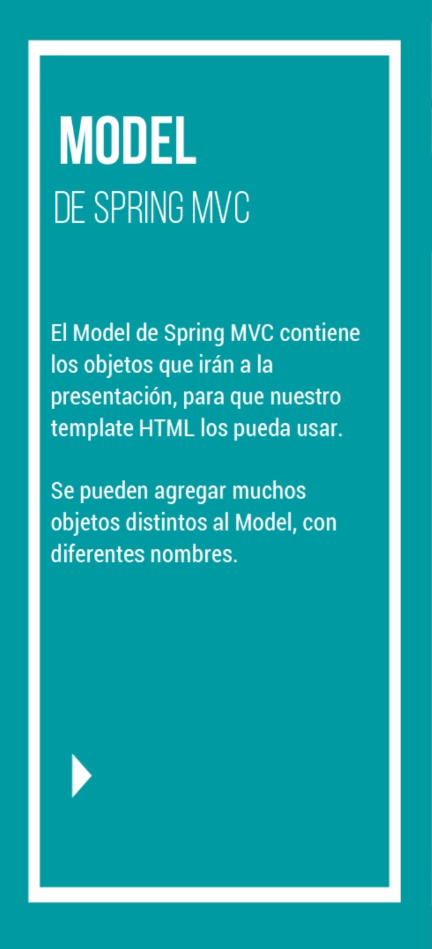 MODEL
DE SPRING MVC
El Model de Spring MVC contiene
los objetos que irán a la
presentación, para que nuestro
template HTML los pueda usar.
Se pueden agregar muchos
objetos distintos al Model, con
diferentes nombres.